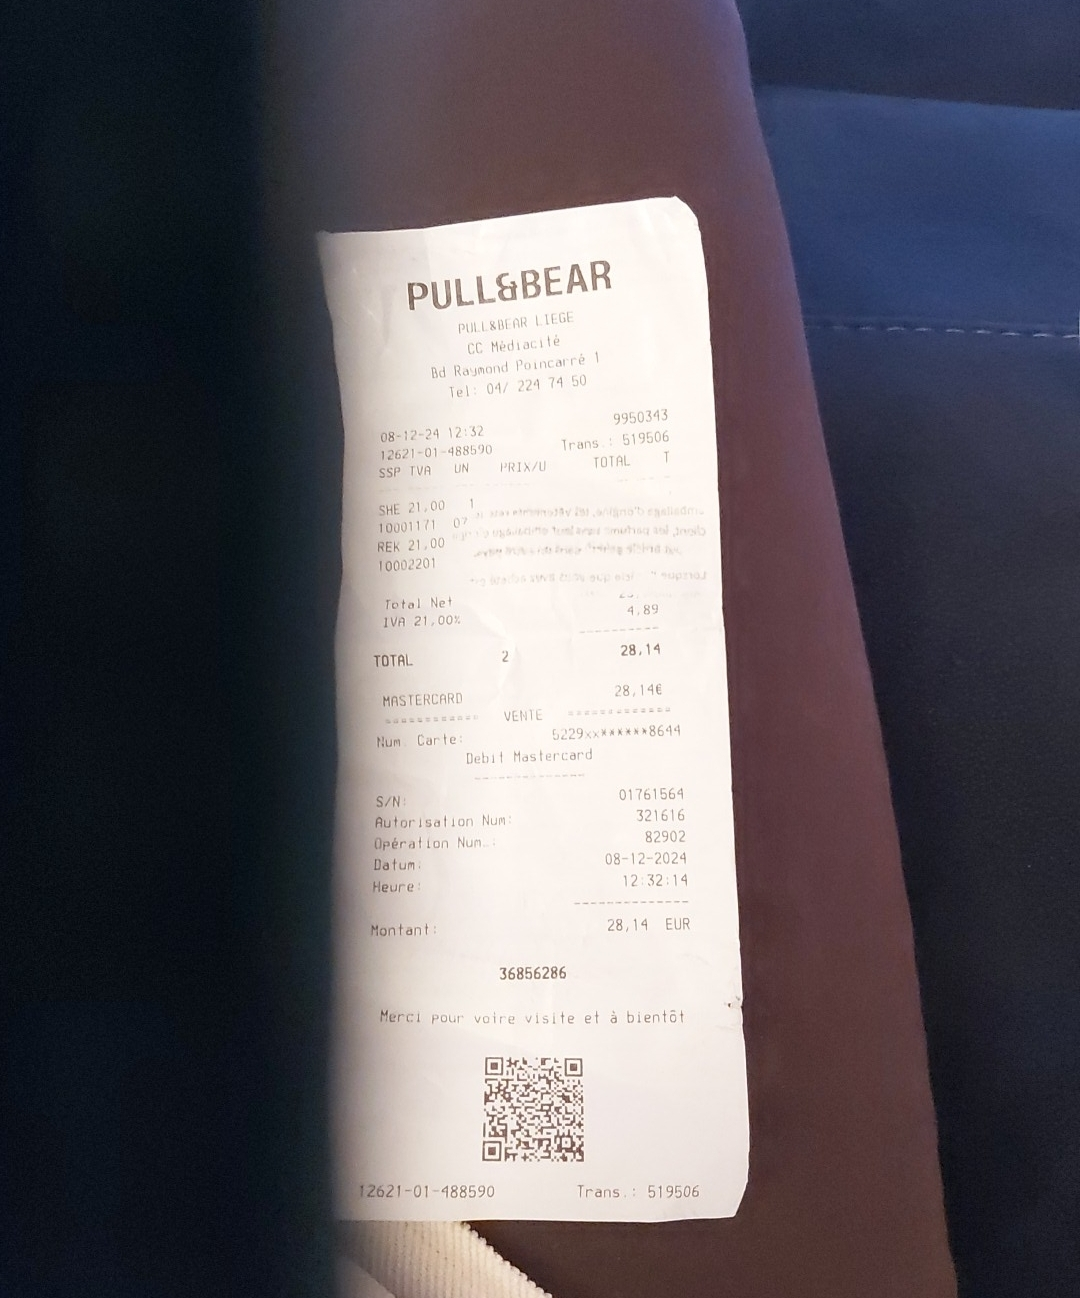 PULL&BEAR
PULL&BEAR LIEGE
CC Médiacité
Bd Raymond Poincarré 1
Tel: 04/ 224 74 50
08-12-24 12:32 9950343
12621-01-488590 Trans.: 519506
SSP TVA UN PRIX/U TOTAL T
SHE 21,00 1
10001171 07
REK 21,00
10002201
Total Net
IVA 21,00% 4,89
TOTAL 2 28,14
MASTERCARD 28,14€
============ VENTE =============
Num. Carte: 5229xx******8644
Debit Mastercard
S/N: 01761564
Autorisation Num: 321616
Opération Num.: 82902
Datum: 08-12-2024
Heure: 12:32:14
Montant: 28,14 EUR
36856286
Merci pour votre visite et à bientôt
12621-01-488590 Trans.: 519506